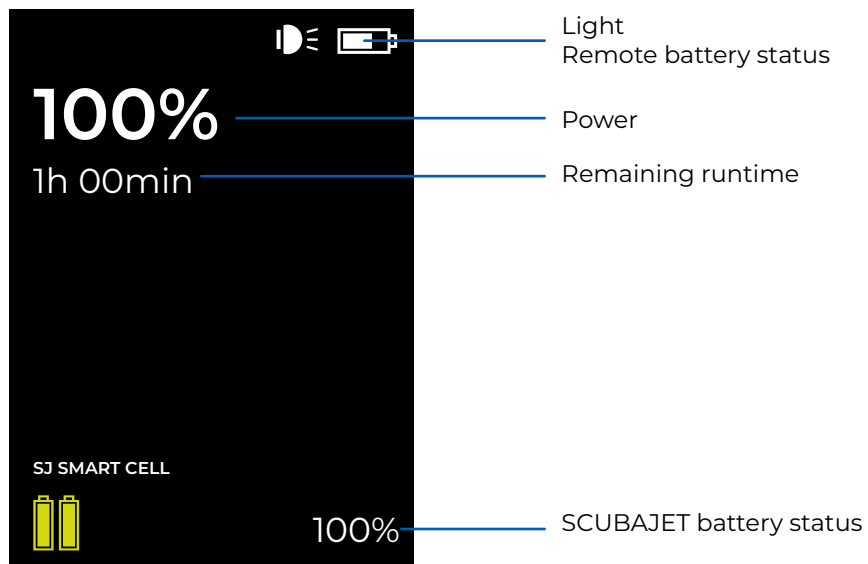 Light
Remote battery status
100%
Power
1h 00min
Remaining runtime
SJ SMART CELL
100%
SCUBAJET battery status